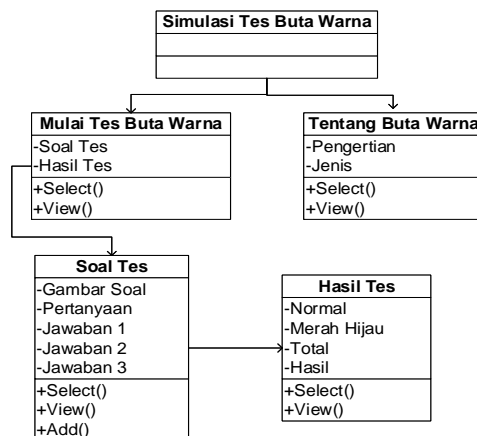 Simulasi Tes Buta Warna
Mulai Tes Buta Warna
-Soal Tes
-Hasil Tes
+Select()
+View()
Tentang Buta Warna
-Pengertian
-Jenis
+Select()
+View()
Soal Tes
-Gambar Soal
-Pertanyaan
-Jawaban 1
-Jawaban 2
-Jawaban 3
+Select()
+View()
+Add()
Hasil Tes
-Normal
-Merah Hijau
-Total
-Hasil
+Select()
+View()